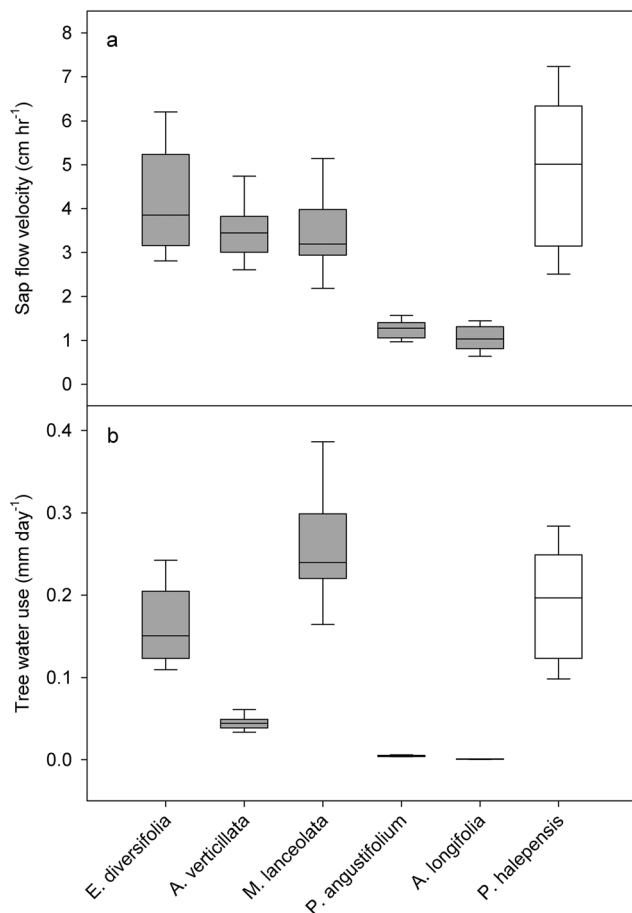 a
8
7
6
5
4
3
2
1
0
Sap flow velocity (cm hr⁻¹)
b
0.4
0.3
0.2
0.1
0.0
Tree water use (mm day⁻¹)
E. diversifolia
A. verticillata
M. lanceolata
P. angustifolium
A. longifolia
P. halepensis